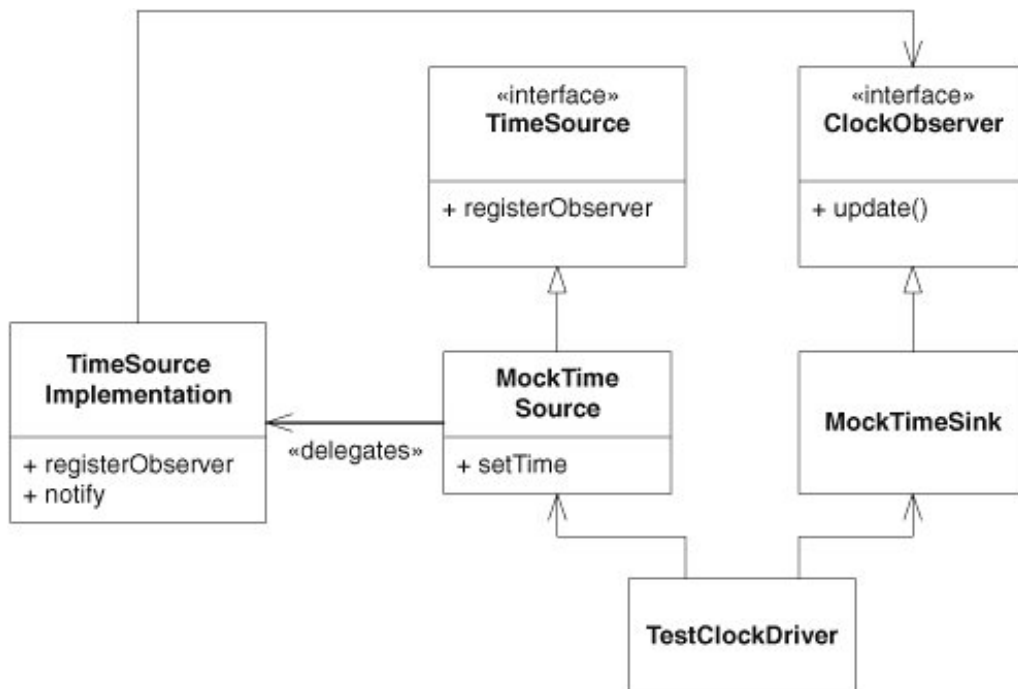 «interface»
TimeSource
+ registerObserver
«interface»
ClockObserver
+ update()
TimeSource
Implementation
+ registerObserver
+ notify
«delegates»
MockTime
Source
+ setTime
MockTimeSink
TestClockDriver